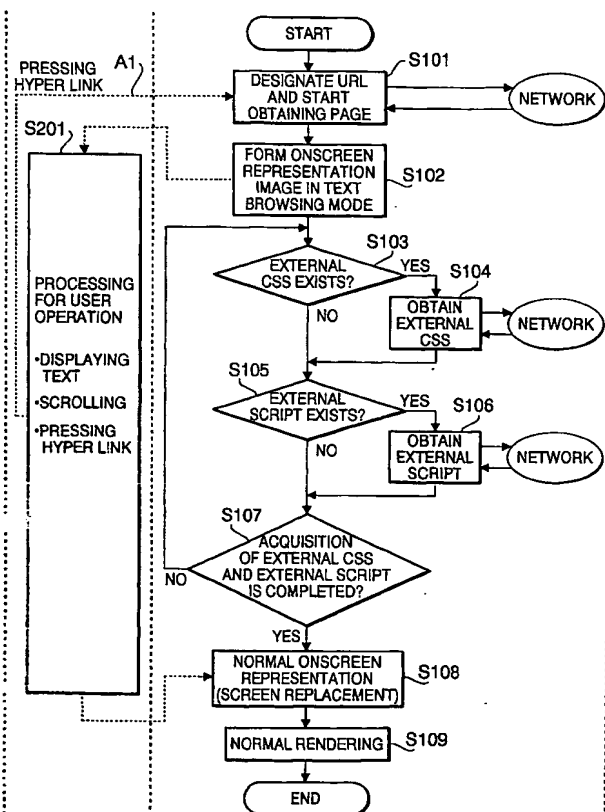 START
PRESSING
HYPER LINK
A1
S101
DESIGNATE URL
AND START
OBTAINING PAGE
NETWORK
S201
FORM ONSCREEN
REPRESENTATION
IMAGE IN TEXT
BROWSING MODE
S102
S103
EXTERNAL
CSS EXISTS?
YES
S104
OBTAIN
EXTERNAL
CSS
NETWORK
NO
PROCESSING
FOR USER
OPERATION
•DISPLAYING
TEXT
•SCROLLING
•PRESSING
HYPER LINK
S105
EXTERNAL
SCRIPT EXISTS?
YES
S106
OBTAIN
EXTERNAL
SCRIPT
NETWORK
NO
S107
ACQUISITION
OF EXTERNAL CSS
AND EXTERNAL SCRIPT
IS COMPLETED?
NO
YES
NORMAL ONSCREEN
REPRESENTATION
(SCREEN REPLACEMENT)
S108
NORMAL RENDERING
S109
END